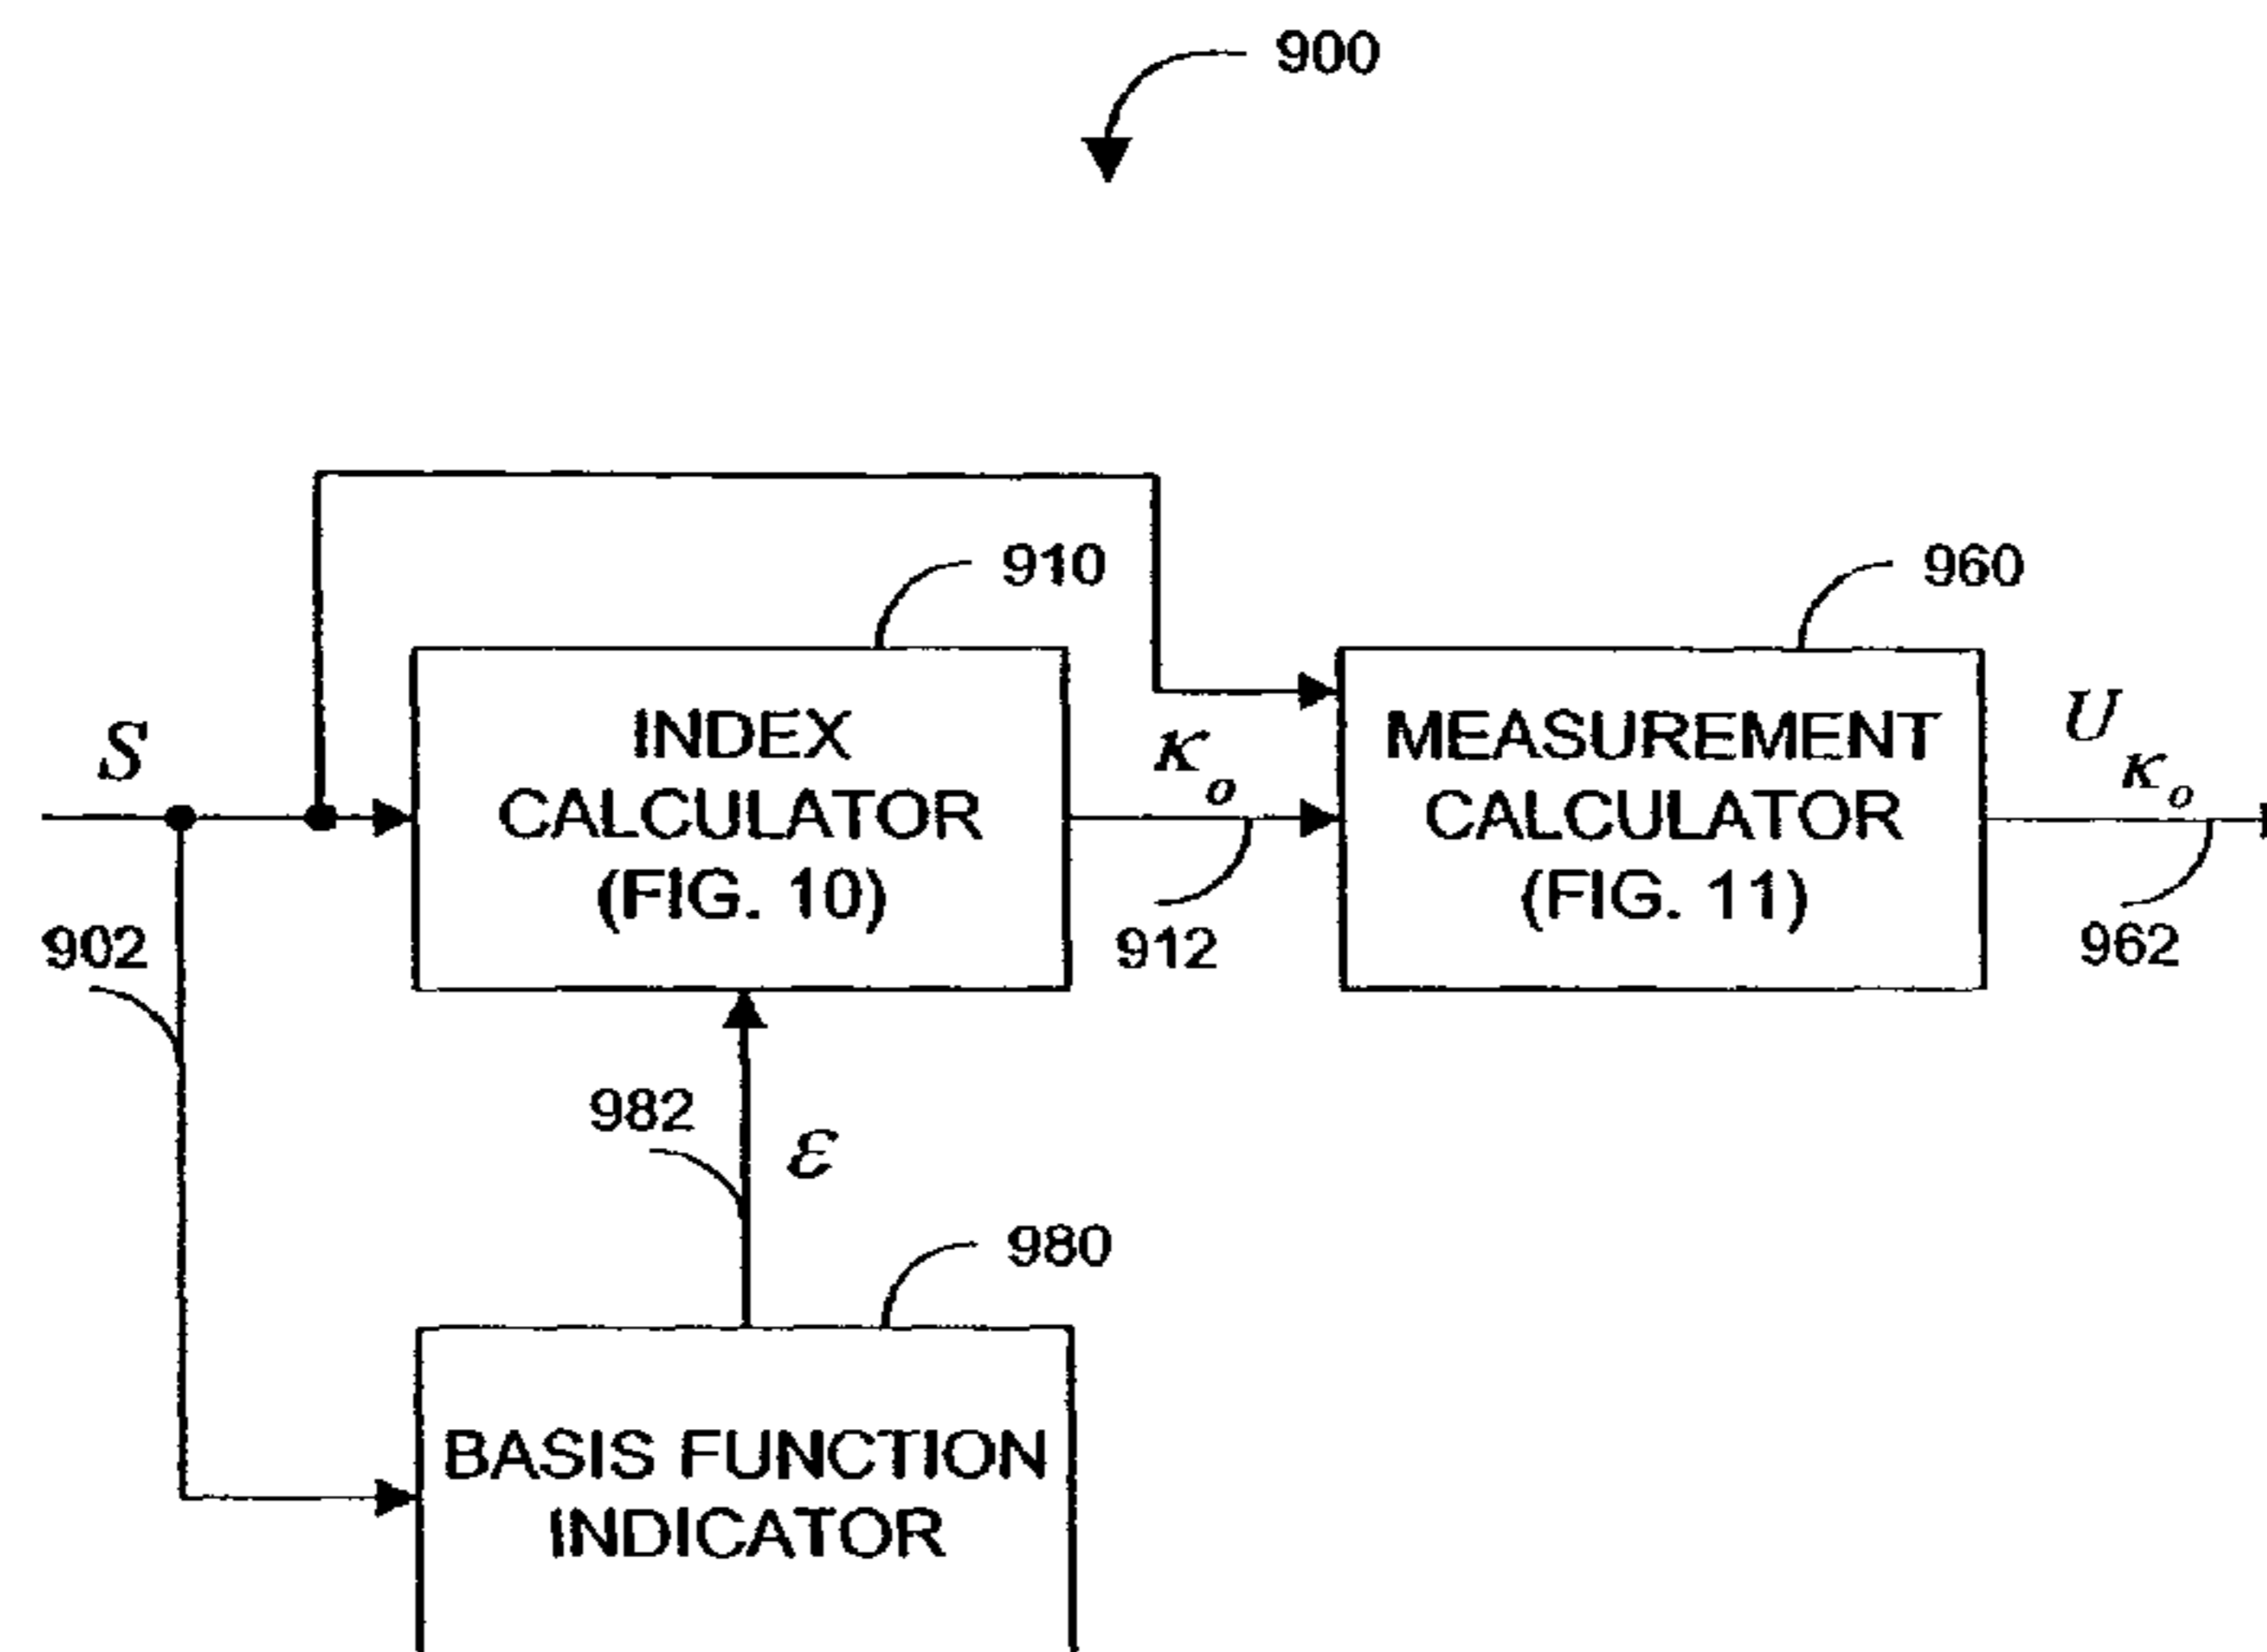 900
910
960
INDEX
CALCULATOR
(FIG. 10)
MEASUREMENT
CALCULATOR
(FIG. 11)
S
κo
Uκo
902
912
962
982
ε
980
BASIS FUNCTION
INDICATOR